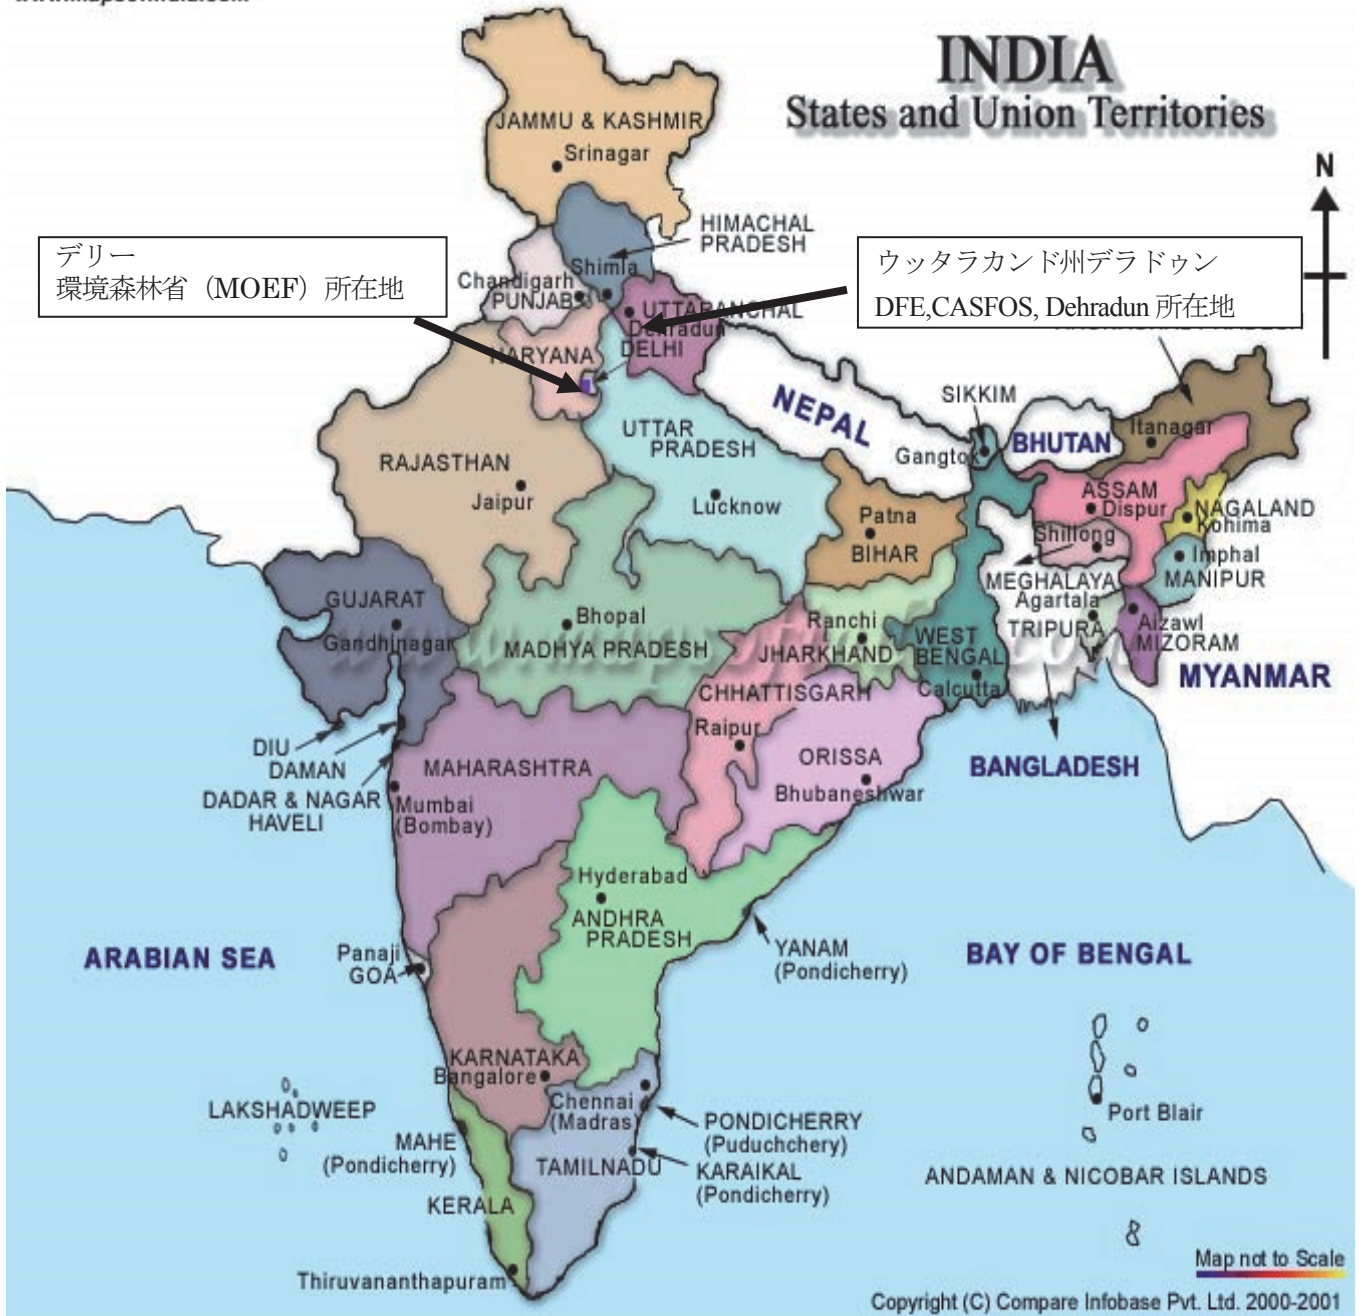 INDIA
States and Union Territories
N
JAMMU & KASHMIR
Srinagar
HIMACHAL
PRADESH
デリー
環境森林省（MOEF）所在地
ウッタラカンド州デラドゥン
DFE,CASFOS, Dehradun 所在地
Shimla
Chandigarh
PUNJAB
UTTARANCHAL
Dehradun
DELHI
HARYANA
SIKKIM
NEPAL
BHUTAN
Itanagar
Gangtok
UTTAR
PRADESH
RAJASTHAN
Jaipur
Lucknow
ASSAM
Dispur
NAGALAND
Kohima
Patna
BIHAR
Shillong
Imphal
MANIPUR
MEGHALAYA
Agartala
TRIPURA
Aizawl
MIZORAM
GUJARAT
Gandhinagar
Bhopal
MADHYA PRADESH
Ranchi
JHARKHAND
WEST
BENGAL
Calcutta
MYANMAR
CHHATTISGARH
Raipur
DIU
DAMAN
DADAR & NAGAR
HAVELI
MAHARASHTRA
Mumbai
(Bombay)
ORISSA
Bhubaneshwar
BANGLADESH
Hyderabad
ANDHRA
PRADESH
ARABIAN SEA
Panaji
GOA
YANAM
(Pondicherry)
BAY OF BENGAL
KARNATAKA
Bangalore
Chennai
(Madras)
LAKSHADWEEP
MAHE
(Pondicherry)
PONDICHERRY
(Puduchchery)
Port Blair
TAMILNADU
KARAIKAL
(Pondicherry)
ANDAMAN & NICOBAR ISLANDS
KERALA
Thiruvananthapuram
Map not to Scale
Copyright (C) Compare Infobase Pvt. Ltd. 2000-2001